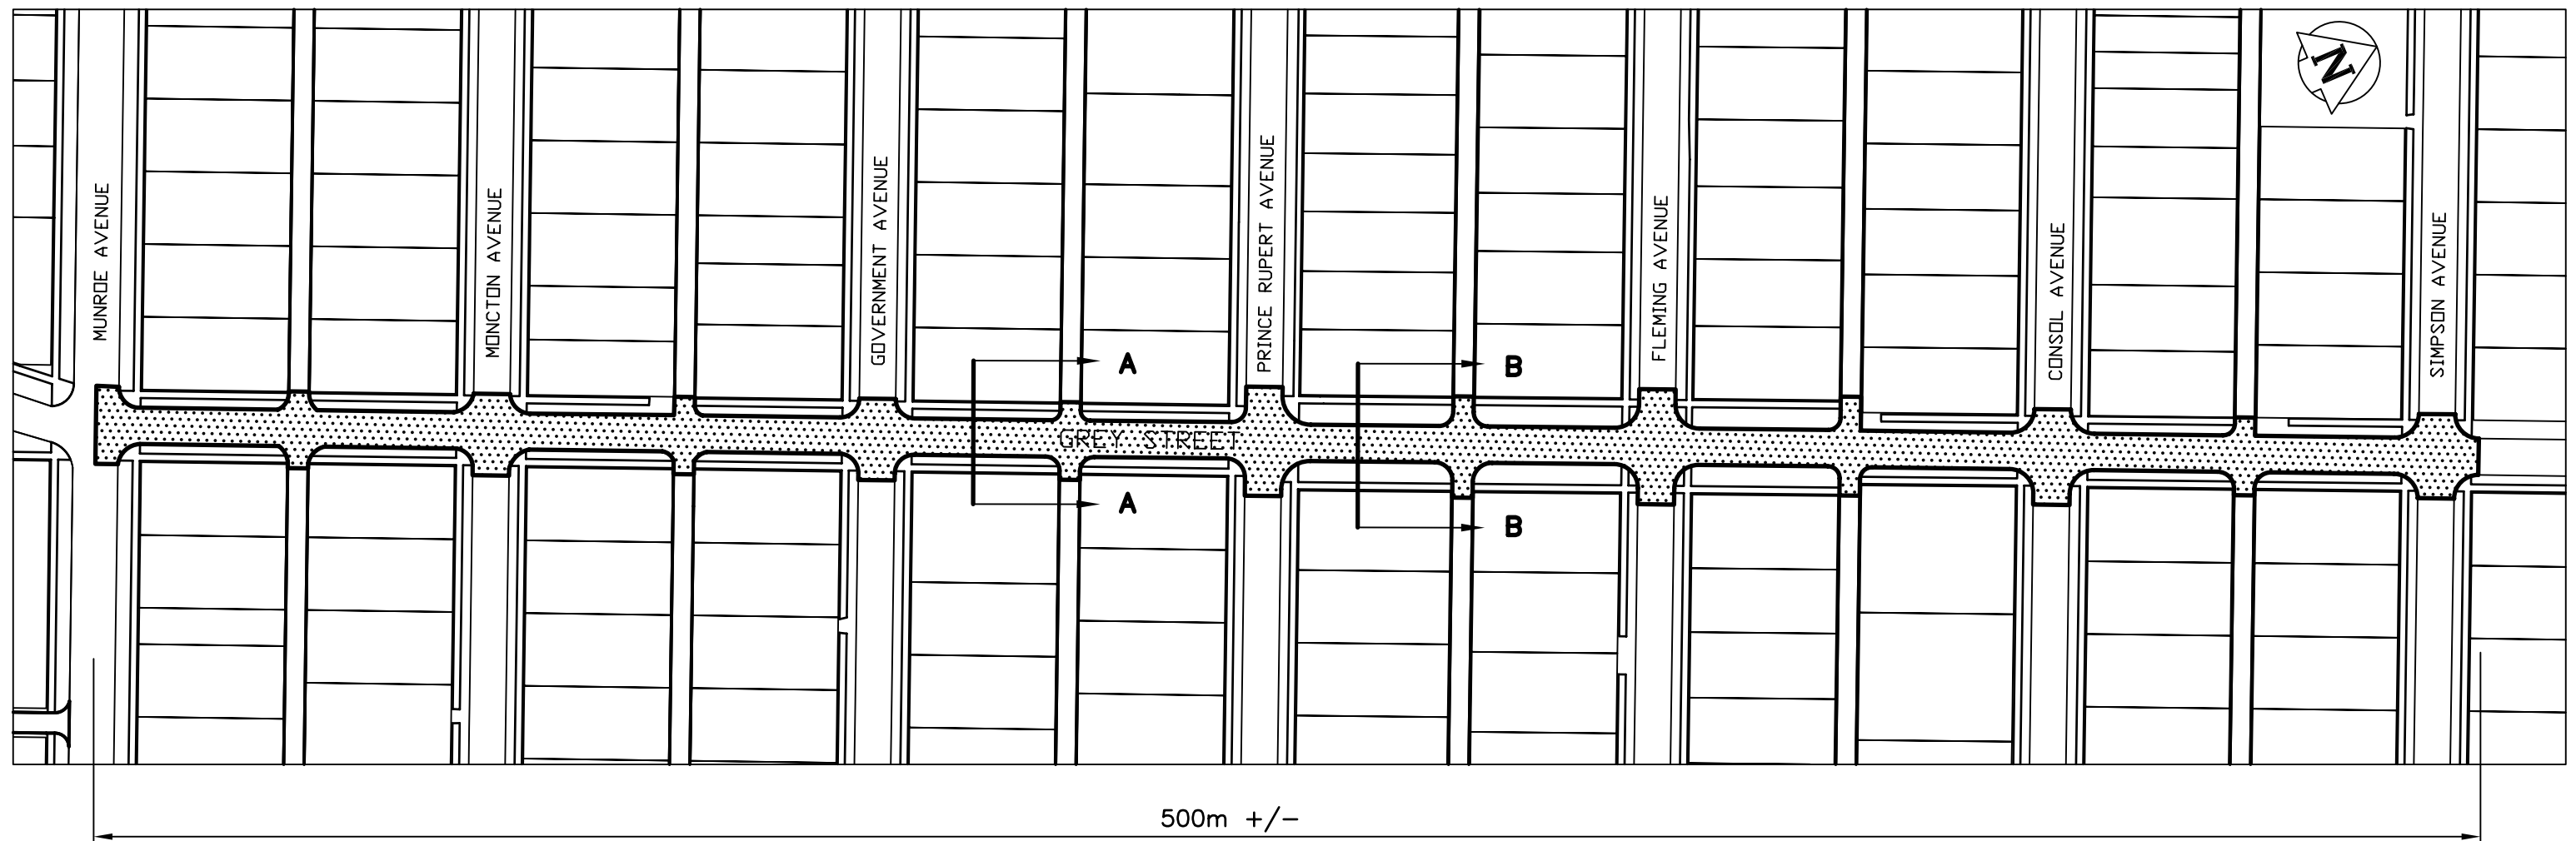 N
MUNROE AVENUE
MONCTON AVENUE
GOVERNMENT AVENUE
PRINCE RUPERT AVENUE
FLEMING AVENUE
CONSOL AVENUE
SIMPSON AVENUE
A
B
GREY STREET
A
B
500m +/-